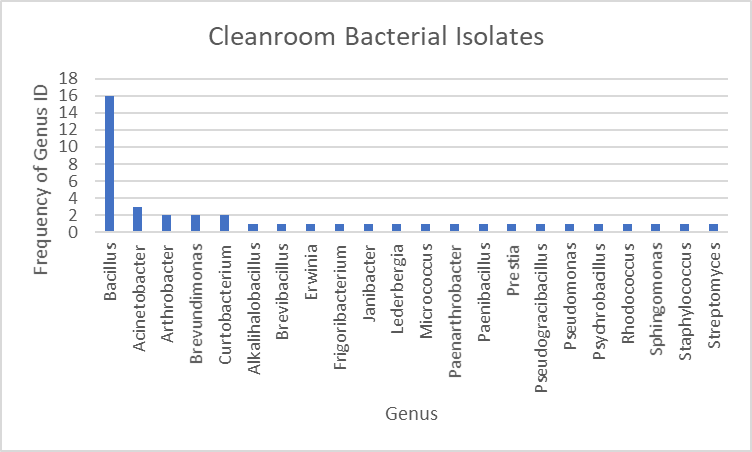 Cleanroom Bacterial Isolates
Frequency of Genus ID
18
16
14
12
10
8
6
4
2
0
Bacillus
Acinetobacter
Arthrobacter
Brevundimonas
Curtobacterium
Alkalihalobacillus
Brevibacillus
Erwinia
Frigoribacterium
Janibacter
Lederbergia
Micrococcus
Paenarthrobacter
Paenibacillus
Prestia
Pseudogracibacillus
Pseudomonas
Psychrobacillus
Rhodococcus
Sphingomonas
Staphylococcus
Streptomyces
Genus